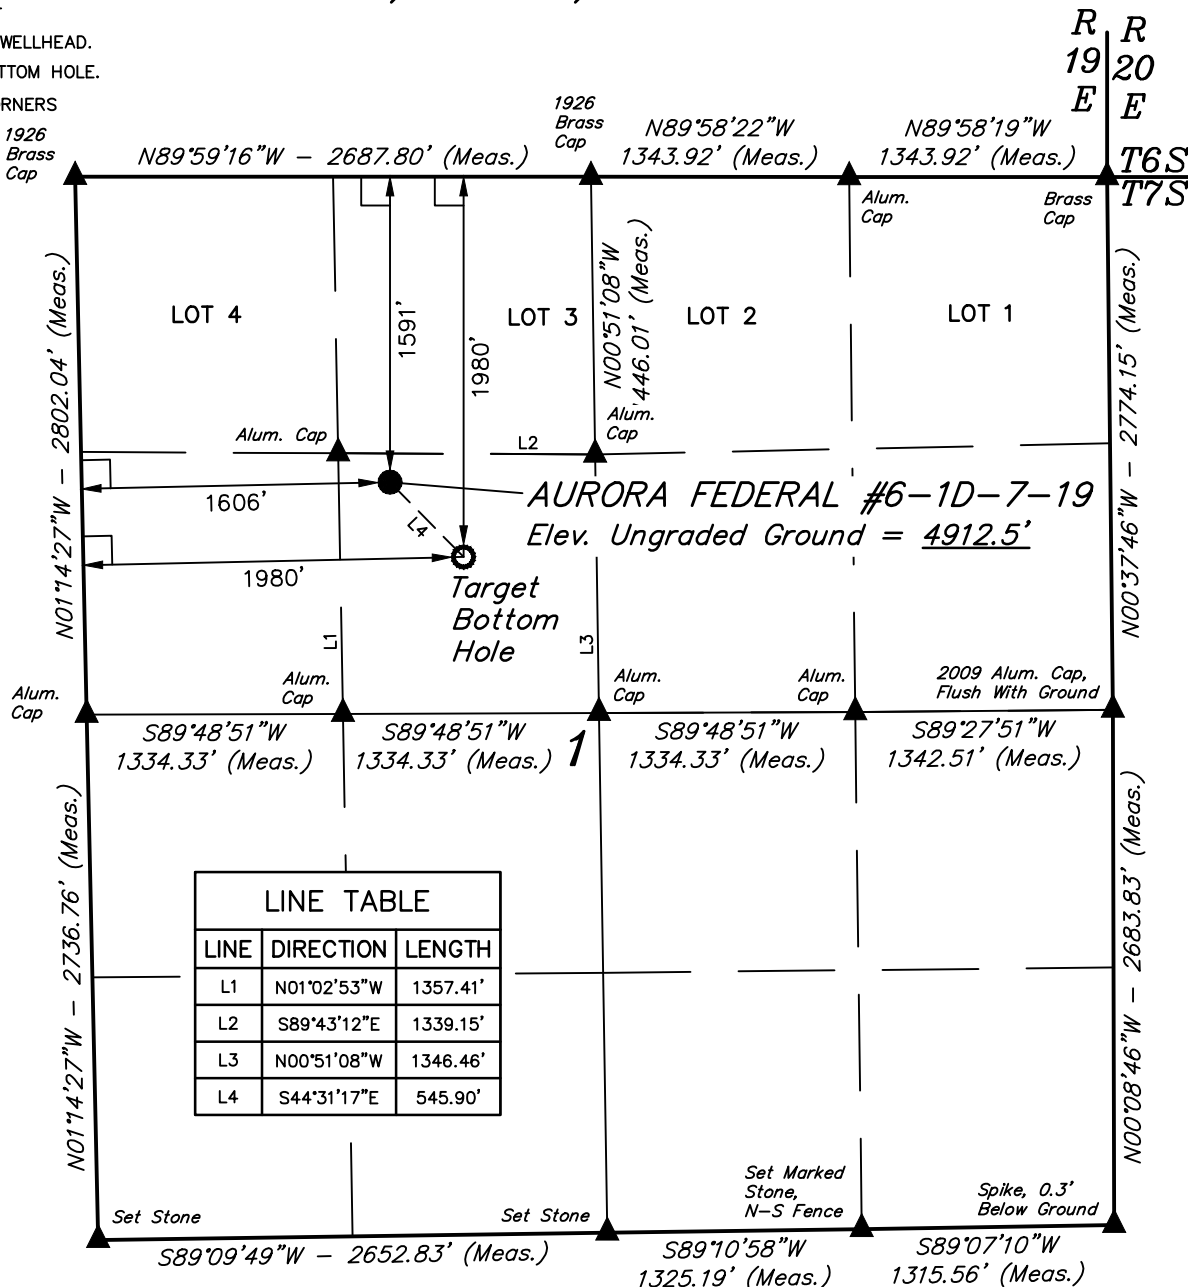 WELLHEAD.
TTOM HOLE.
RNERS
R R
19 20
E E
T6S
T7S
1926
Brass
Cap
N89°59'16"W - 2687.80' (Meas.)
1926
Brass
Cap
N89°58'22"W
1343.92' (Meas.)
N89°58'19"W
1343.92' (Meas.)
Alum.
Cap
Brass
Cap
LOT 4
LOT 3
LOT 2
LOT 1
N01°14'27"W - 2802.04' (Meas.)
1591'
1980'
N00°51'08"W
446.01' (Meas.)
N00°37'46"W - 2774.15' (Meas.)
Alum. Cap
L2
Alum.
Cap
1606'
L4
AURORA FEDERAL #6-1D-7-19
Elev. Ungraded Ground = 4912.5'
1980'
Target
Bottom
Hole
L1
L3
Alum.
Cap
Alum.
Cap
Alum.
Cap
Alum.
Cap
2009 Alum. Cap,
Flush With Ground
S89°48'51"W
1334.33' (Meas.)
S89°48'51"W
1334.33' (Meas.)
1
S89°48'51"W
1334.33' (Meas.)
S89°27'51"W
1342.51' (Meas.)
N01°14'27"W - 2736.76' (Meas.)
N00°08'46"W - 2683.83' (Meas.)
LINE TABLE
LINE DIRECTION LENGTH
L1 N01°02'53"W 1357.41'
L2 S89°43'12"E 1339.15'
L3 N00°51'08"W 1346.46'
L4 S44°31'17"E 545.90'
Set Stone
Set Stone
Set Marked
Stone,
N-S Fence
Spike, 0.3'
Below Ground
S89°09'49"W - 2652.83' (Meas.)
S89°10'58"W
1325.19' (Meas.)
S89°07'10"W
1315.56' (Meas.)